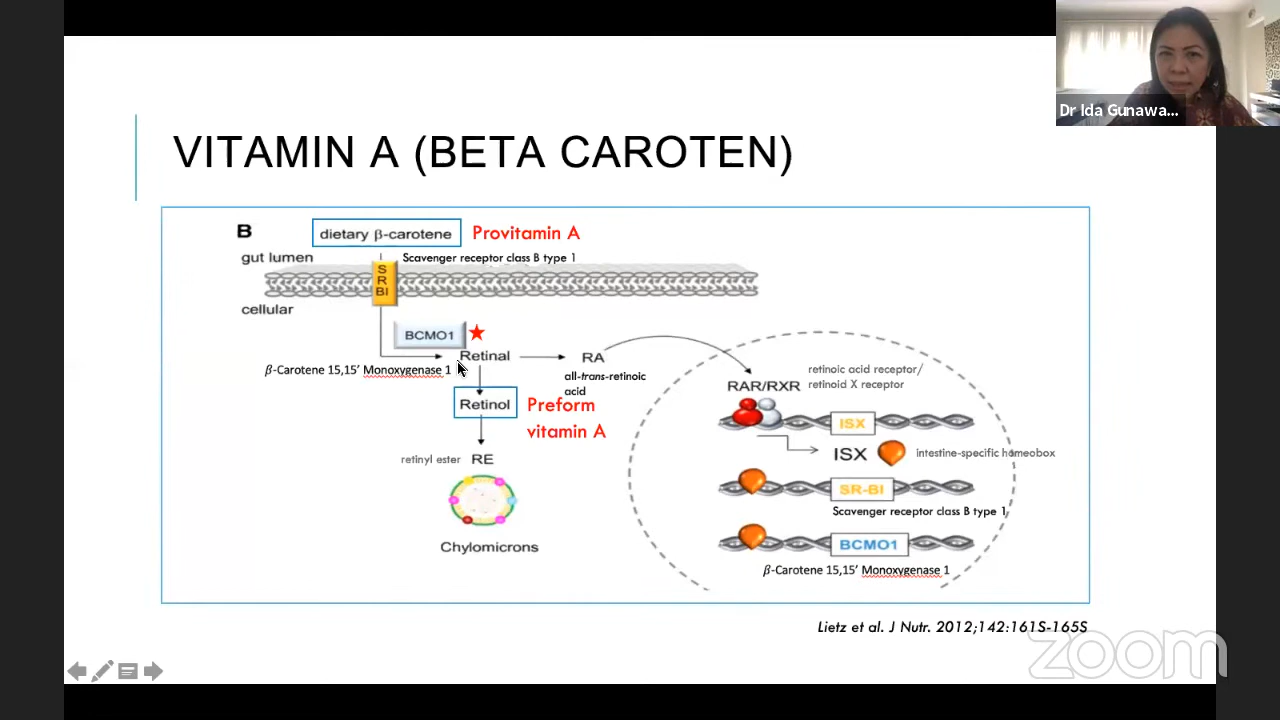 Dr Ida Gunawa...
VITAMIN A (BETA CAROTEN)
B
dietary β-carotene
Provitamin A
gut lumen
Scavenger receptor class B type 1
S
R
BI
cellular
BCMO1
Retinal
RA
β-Carotene 15,15’ Monoxygenase 1
all-trans-retinoic
acid
RAR/RXR
retinoic acid receptor/
retinoid X receptor
Retinol
Preform
vitamin A
ISX
ISX
intestine-specific homeobox
retinyl ester
RE
SR-BI
Scavenger receptor class B type 1
Chylomicrons
BCMO1
β-Carotene 15,15’ Monoxygenase 1
Lietz et al. J Nutr. 2012;142:161S-165S
zoom